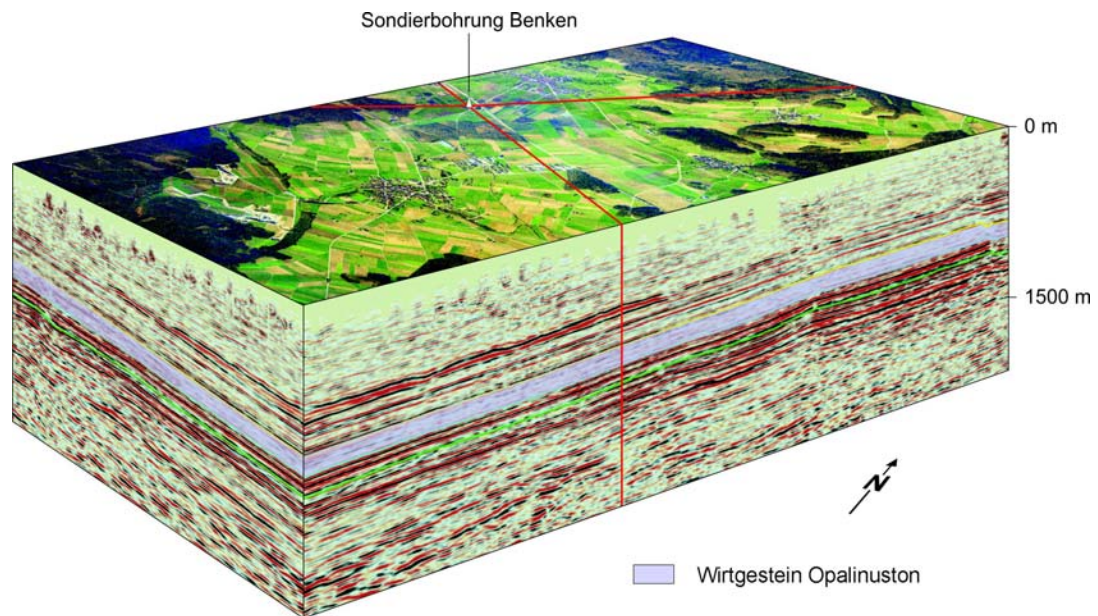 Sondierbohrung Benken
0 m
1500 m
N
Wirtgestein Opalinuston